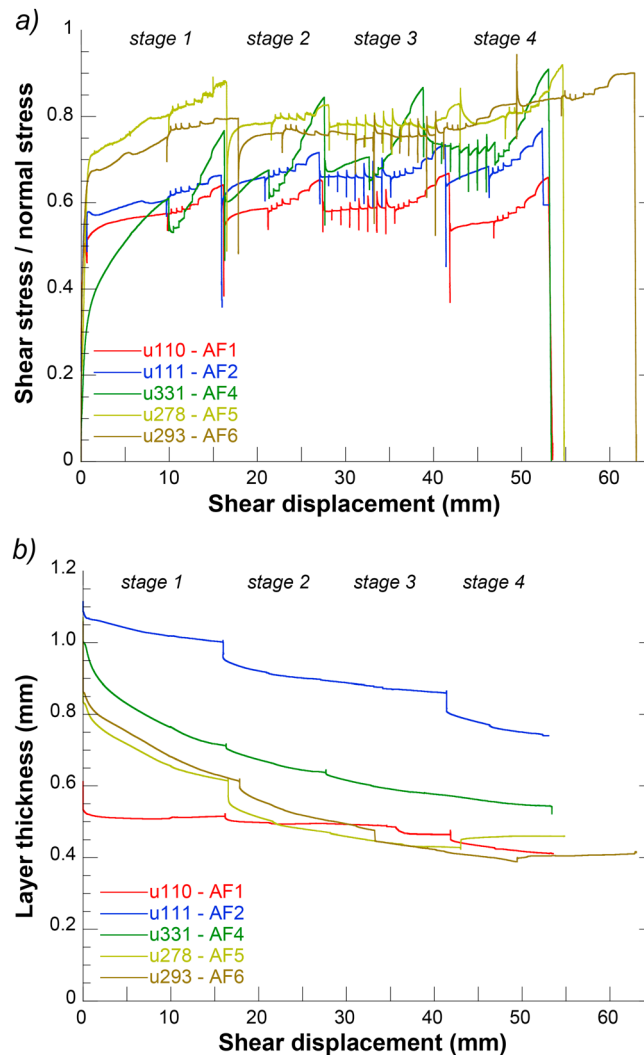 a)
stage 1 stage 2 stage 3 stage 4
1
0.8
0.6
0.4
0.2
0
Shear stress / normal stress
u110 - AF1
u111 - AF2
u331 - AF4
u278 - AF5
u293 - AF6
0 10 20 30 40 50 60
Shear displacement (mm)
b)
1.2
stage 1 stage 2 stage 3 stage 4
1.0
0.8
0.6
0.4
0.2
0
Layer thickness (mm)
u110 - AF1
u111 - AF2
u331 - AF4
u278 - AF5
u293 - AF6
0 10 20 30 40 50 60
Shear displacement (mm)